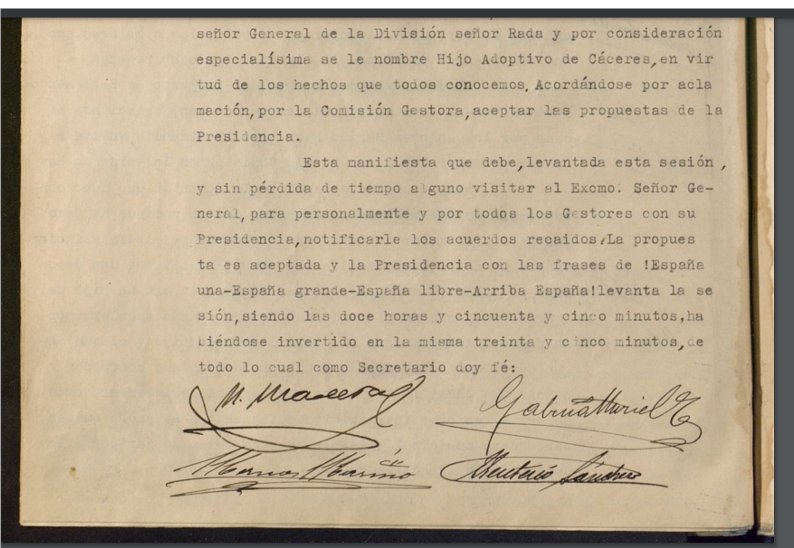 señor General de la División señor Rada y por consideración
especialísima se le nombre Hijo Adoptivo de Cáceres,en vir
tud de los hechos que todos conocemos. Acordándose por acla
mación,por la Comisión Gestora,aceptar las propuestas de la
Presidencia.
Esta manifiesta que debe,levantada esta sesión,
y sin pérdida de tiempo alguno visitar al Excmo. Señor Ge-
neral,para personalmente y por todos los Gestores con su
Presidencia,notificarle los acuerdos recaidos.La propues
ta es aceptada y la Presidencia con las frases de !España
una-España grande-España libre-Arriba España!levanta la se
sión,siendo las doce horas y cincuenta y cinco minutos,ha
biéndose invertido en la misma treinta y cinco minutos,de
todo lo cual como Secretario doy fé:
Sánchez